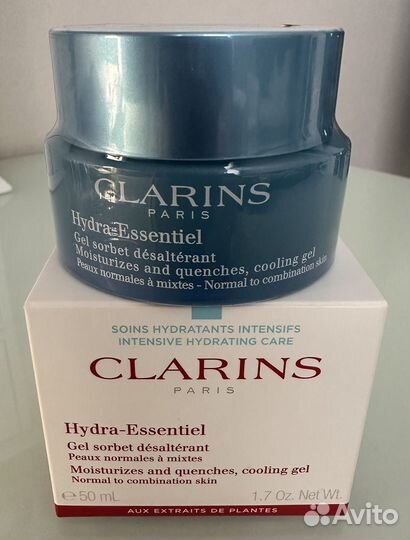 CLARINS
PARIS
Hydra-Essentiel
Gel sorbet désaltérant
Moisturizes and quenches, cooling gel
Peaux normales à mixtes - Normal to combination skin
SOINS HYDRATANTS INTENSIFS
INTENSIVE HYDRATING CARE
CLARINS
PARIS
Hydra-Essentiel
Gel sorbet désaltérant
Peaux normales à mixtes
Moisturizes and quenches, cooling gel
Normal to combination skin
℮50 mL 1.7 Oz. Net Wt.
AUX EXTRAITS DE PLANTES
Avito